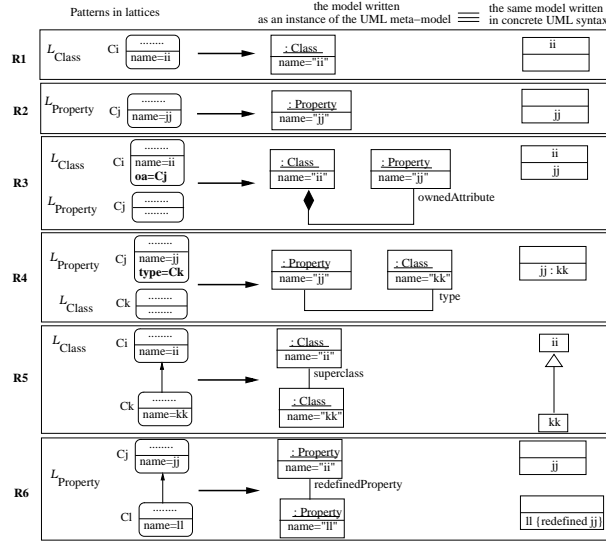 Patterns in lattices
the model written
as an instance of the UML meta-model
the same model written
in concrete UML syntax
R1
L Class
Ci
........
name=ii
: Class
name="ii"
ii
R2
L Property
Cj
........
name=jj
: Property
name="jj"
jj
R3
L Class
Ci
........
name=ii
oa=Cj
L Property
Cj
........
........
: Class
name="ii"
: Property
name="jj"
ownedAttribute
ii
jj
R4
L Property
Cj
........
name=jj
type=Ck
L Class
Ck
........
........
: Property
name="jj"
: Class
name="kk"
type
jj : kk
R5
L Class
Ci
........
name=ii
Ck
........
name=kk
: Class
name="ii"
superclass
: Class
name="kk"
ii
kk
R6
L Property
Cj
........
name=jj
Cl
........
name=ll
: Property
name="ii"
redefinedProperty
: Property
name="ll"
jj
ll {redefined jj}